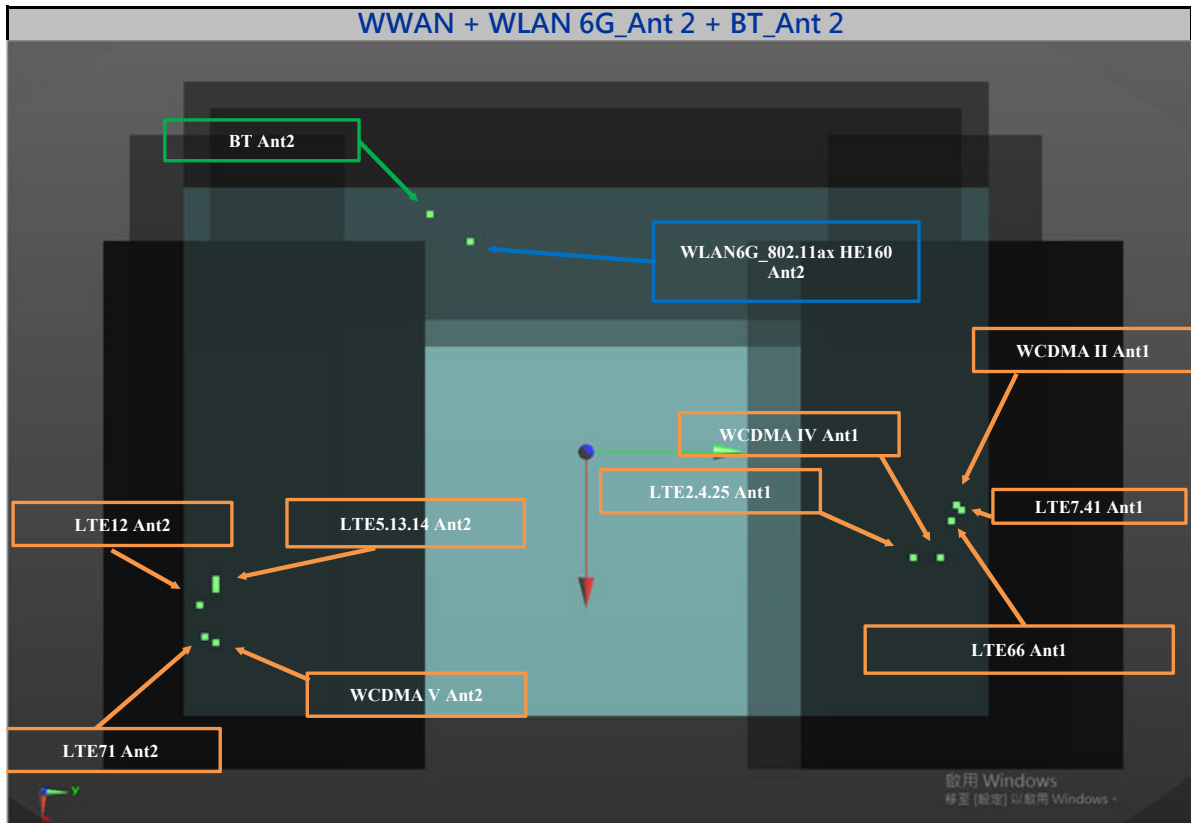 WWAN + WLAN 6G_Ant 2 + BT_Ant 2
BT Ant2
WLAN6G_802.11ax HE160
Ant2
WCDMA II Ant1
WCDMA IV Ant1
LTE2.4.25 Ant1
LTE7.41 Ant1
LTE12 Ant2
LTE5.13.14 Ant2
LTE66 Ant1
WCDMA V Ant2
LTE71 Ant2
y
啟用 Windows
移至 [設定] 以啟用 Windows。